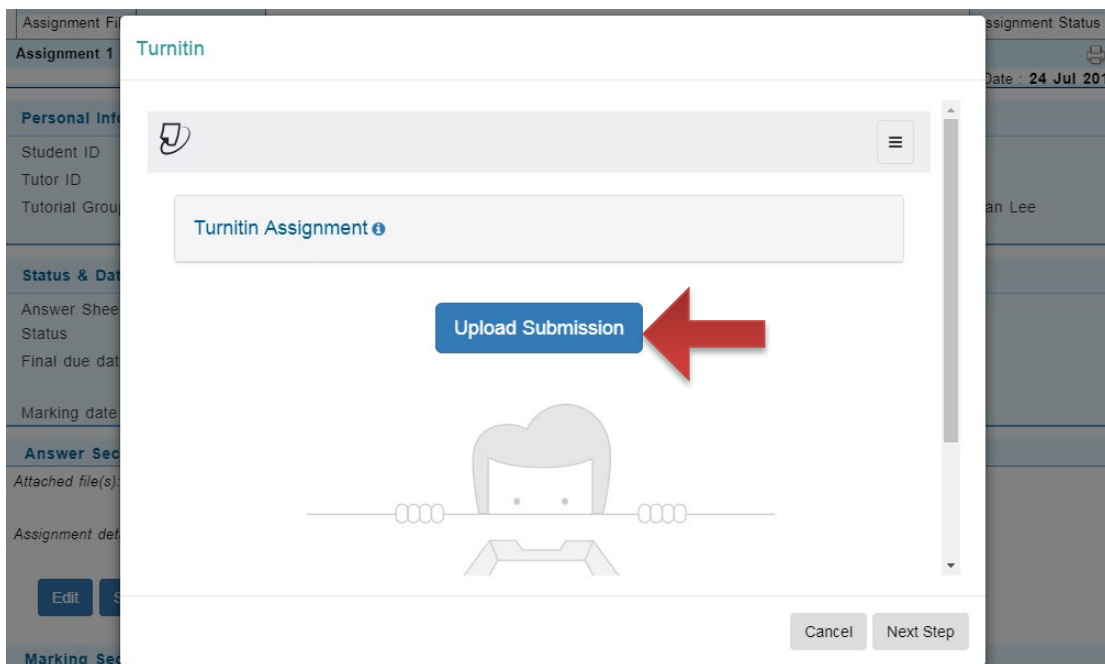 Assignment Fi
ssignment Status
Assignment 1
Turnitin
Date : 24 Jul 201
Personal Info
Student ID
Tutor ID
Tutorial Grou
an Lee
Turnitin Assignment
Status & Dat
Answer Shee
Status
Upload Submission
Final due dat
Marking date
Answer Sec
Attached file(s):
Assignment deta
Edit
S
Cancel
Next Step
Marking Sec